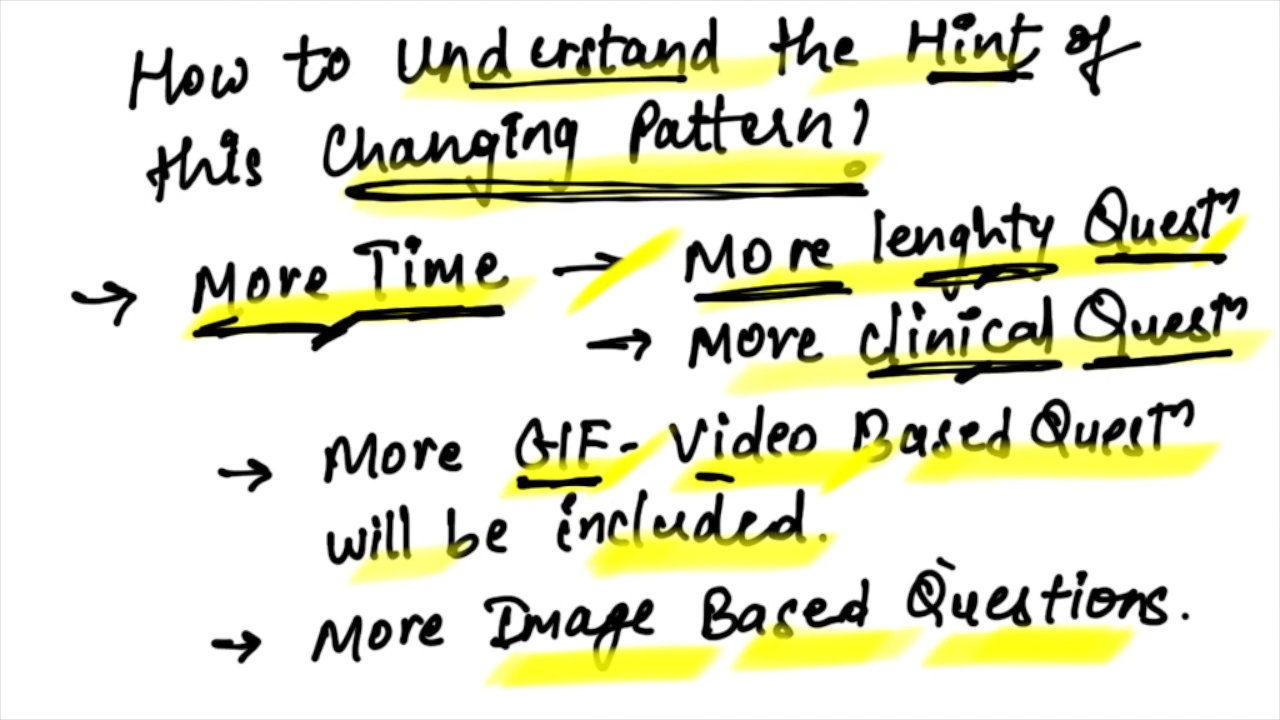 How to Understand the Hint of
this Changing Pattern?
→ More Time → More lenghty Questn
→ More clinical Questn
→ More GIF- Video Based Questn
will be included.
→ More Image Based Questions.